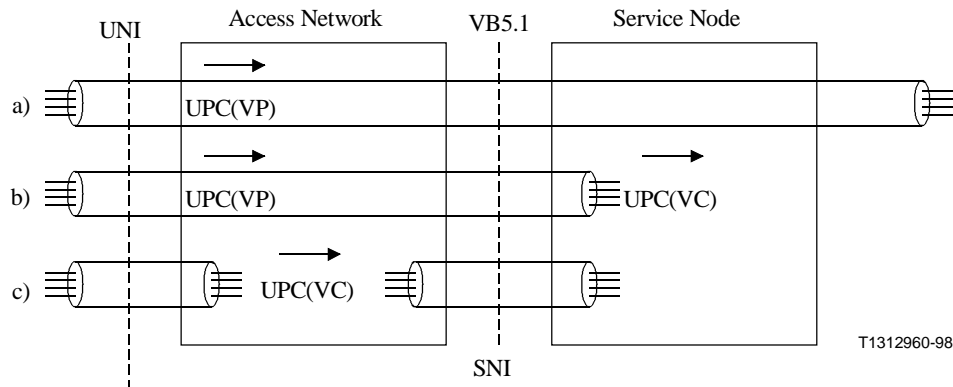 Access Network
VB5.1
Service Node
UNI
a)
UPC(VP)
b)
UPC(VP)
UPC(VC)
c)
UPC(VC)
T1312960-98
SNI